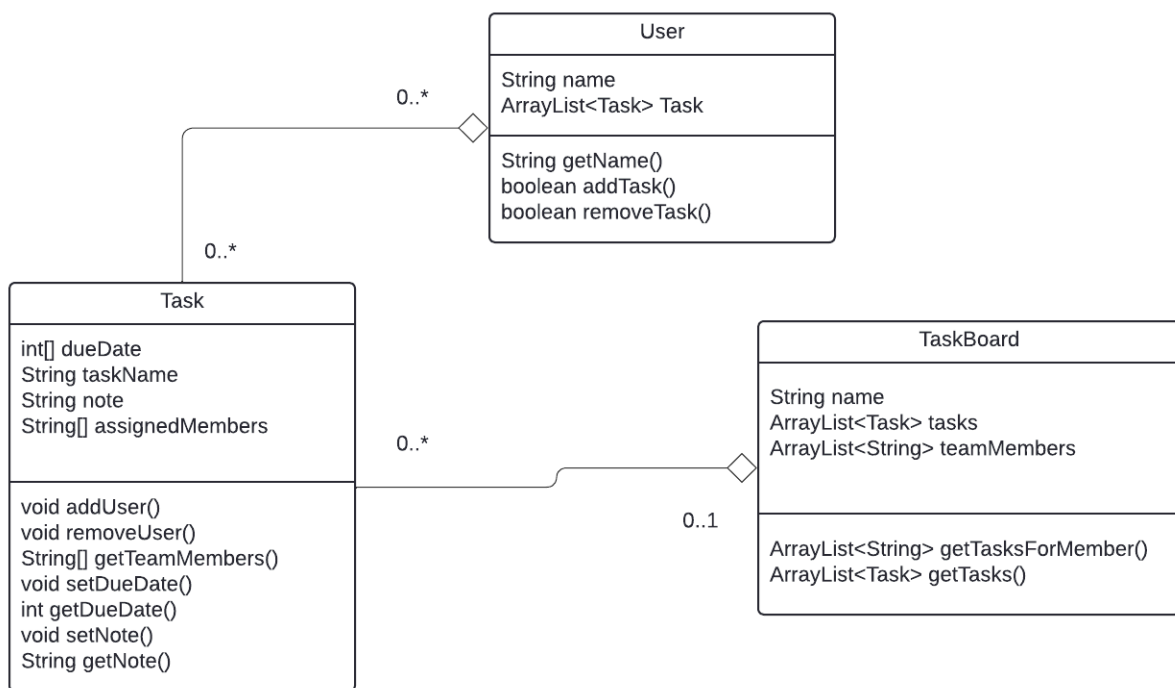 User
String name
ArrayList<Task> Task
String getName()
boolean addTask()
boolean removeTask()
0..*
0..*
Task
int[] dueDate
String taskName
String note
String[] assignedMembers
void addUser()
void removeUser()
String[] getTeamMembers()
void setDueDate()
int getDueDate()
void setNote()
String getNote()
0..*
0..1
TaskBoard
String name
ArrayList<Task> tasks
ArrayList<String> teamMembers
ArrayList<String> getTasksForMember()
ArrayList<Task> getTasks()